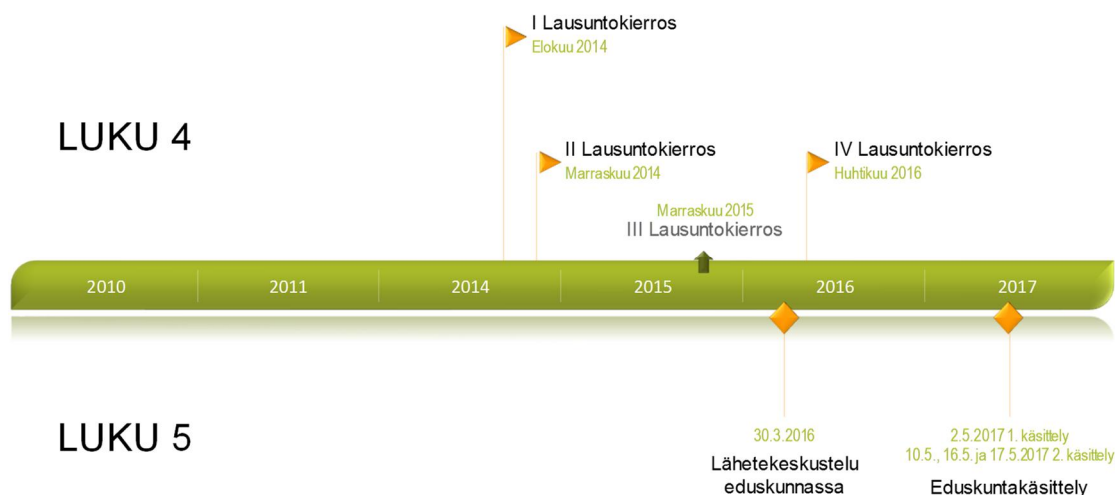 I Lausuntokierros
Elokuu 2014
LUKU 4
II Lausuntokierros
Marraskuu 2014
IV Lausuntokierros
Huhtikuu 2016
Marraskuu 2015
III Lausuntokierros
2010 2011 2014 2015 2016 2017
LUKU 5
30.3.2016
Lähetekeskustelu
eduskunnassa
2.5.2017 1. käsittely
10.5., 16.5. ja 17.5.2017 2. käsittely
Eduskuntakäsittely